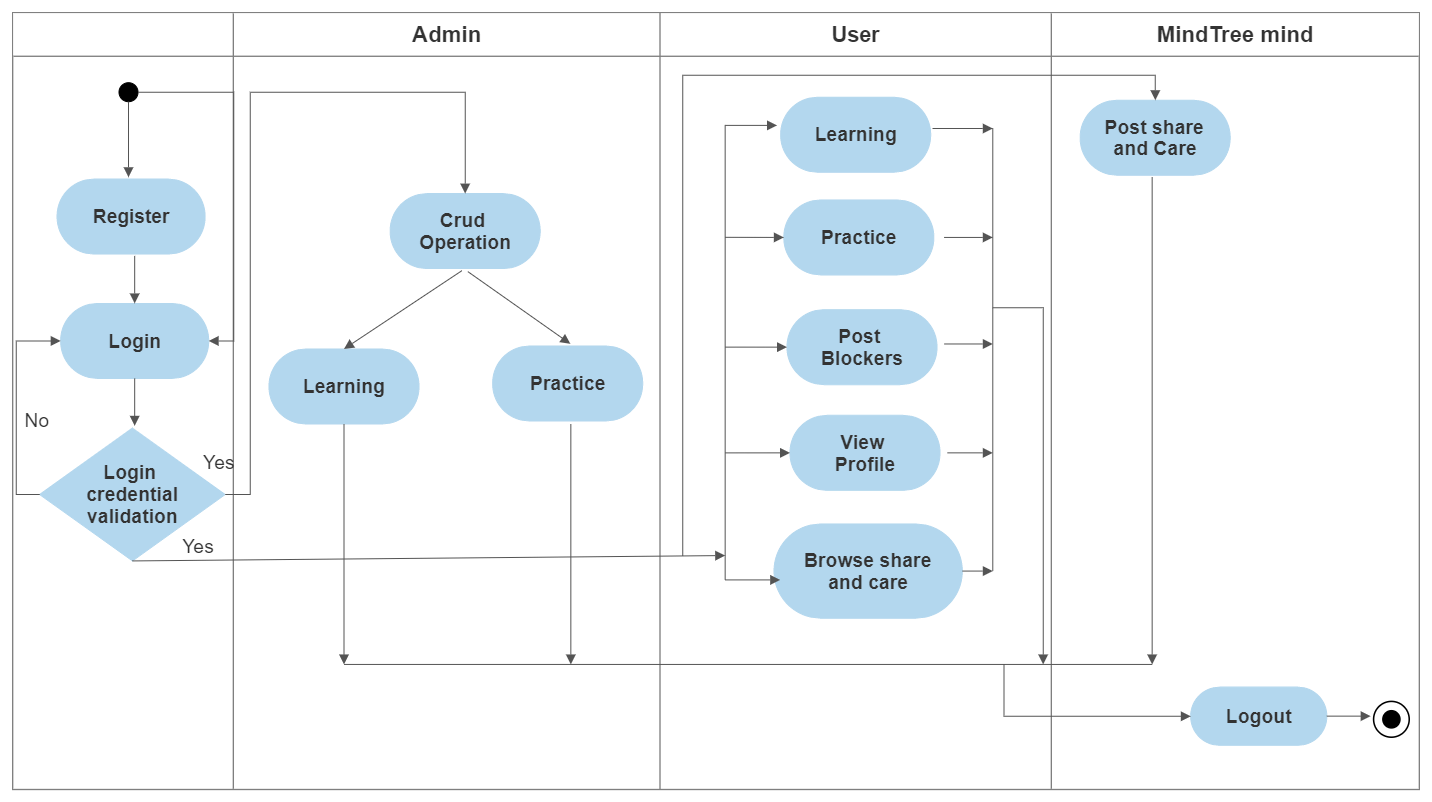 Admin
User
MindTree mind
Register
Login
No
Yes
Login
credential
validation
Yes
Crud
Operation
Learning
Practice
Learning
Practice
Post
Blockers
View
Profile
Browse share
and care
Post share
and Care
Logout